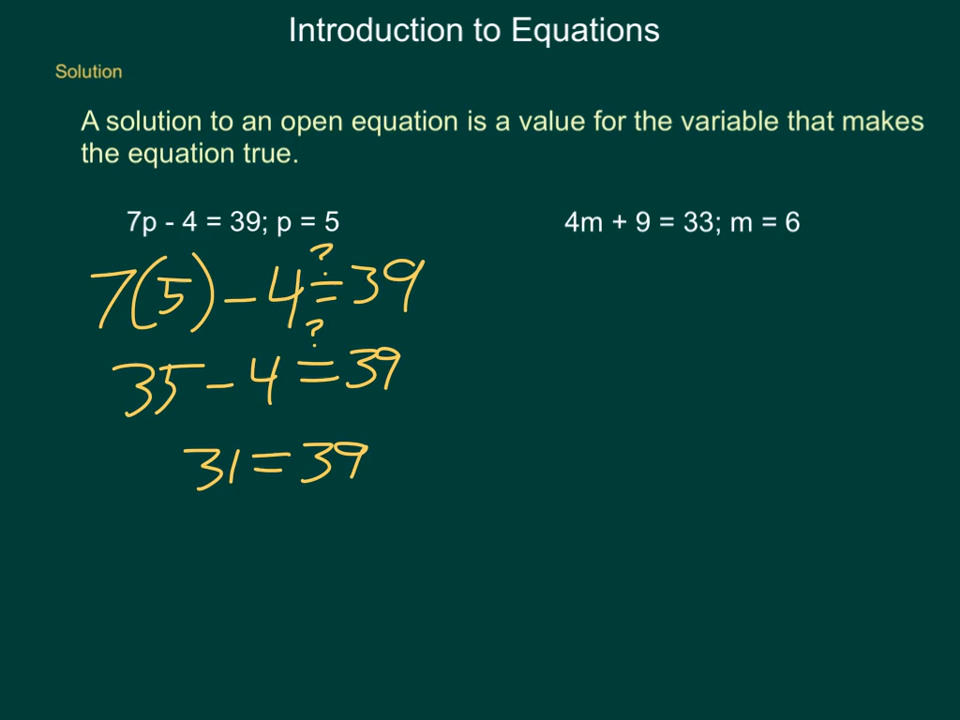 Introduction to Equations
Solution
A solution to an open equation is a value for the variable that makes
the equation true.
7p - 4 = 39; p = 5
4m + 9 = 33; m = 6
7(5) - 4 ≟ 39
35 - 4 ≟ 39
31 = 39